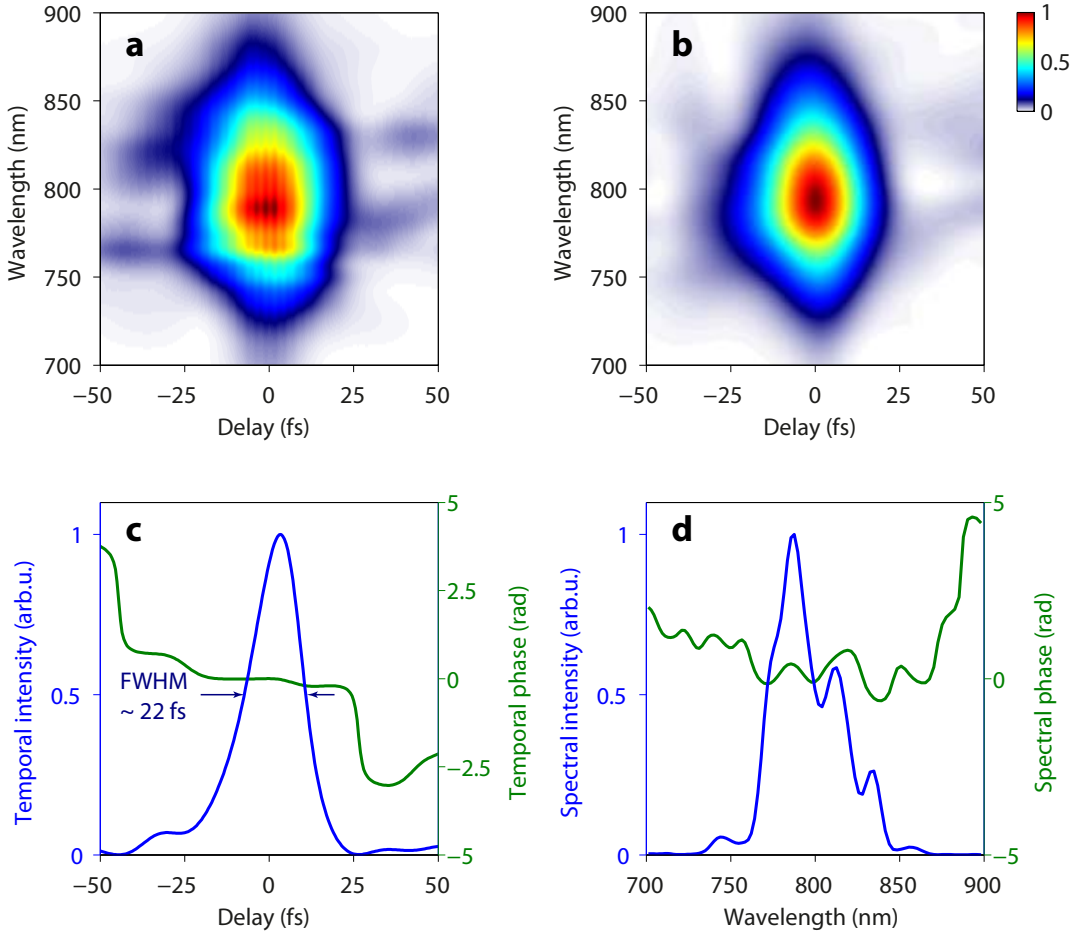 a
900
850
800
750
700
Wavelength (nm)
−50
−25
0
25
50
Delay (fs)
b
900
850
800
750
700
Wavelength (nm)
−50
−25
0
25
50
Delay (fs)
1
0.5
0
c
1
0.5
0
Temporal intensity (arb.u.)
FWHM
~ 22 fs
5
2.5
0
−2.5
−5
Temporal phase (rad)
−50
−25
0
25
50
Delay (fs)
d
1
0.5
0
Spectral intensity (arb.u.)
5
0
−5
Spectral phase (rad)
700
750
800
850
900
Wavelength (nm)